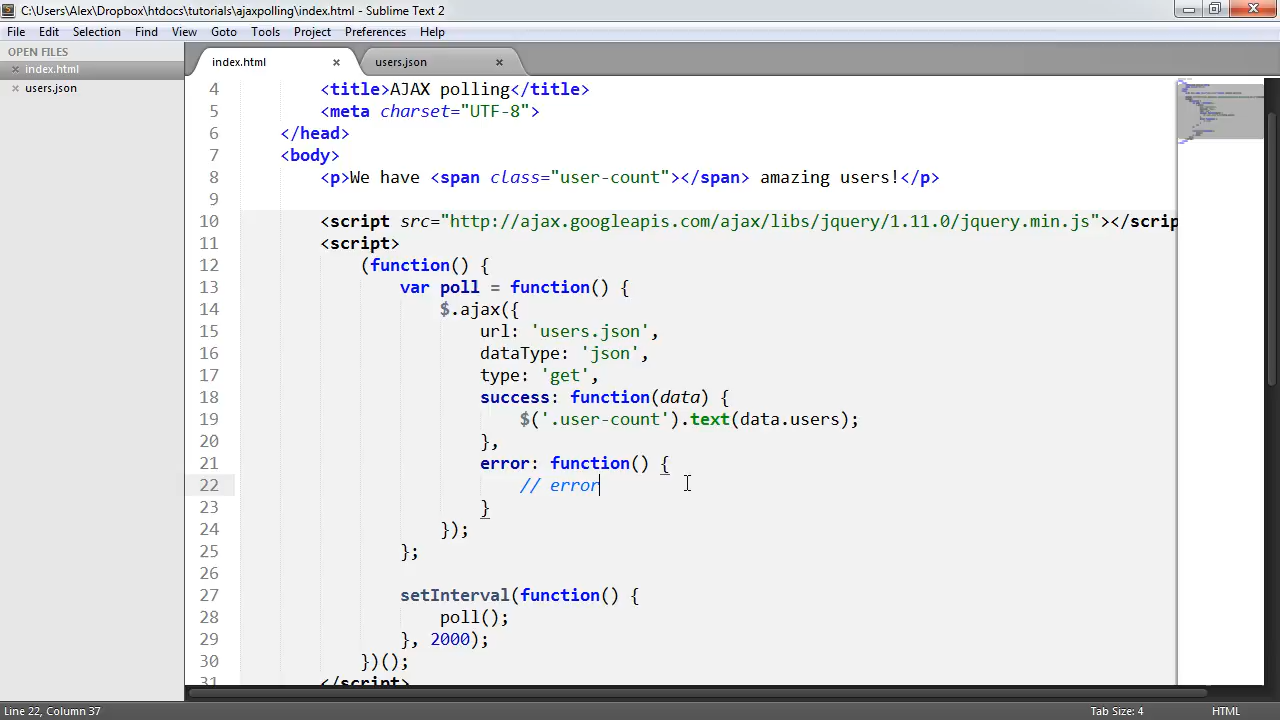 C:\Users\Alex\Dropbox\htdocs\tutorials\ajaxpolling\index.html - Sublime Text 2
File Edit Selection Find View Goto Tools Project Preferences Help
OPEN FILES
index.html
users.json
index.html
users.json
4 <title>AJAX polling</title>
5 <meta charset="UTF-8">
6 </head>
7 <body>
8 <p>We have <span class="user-count"></span> amazing users!</p>
9
10 <script src="http://ajax.googleapis.com/ajax/libs/jquery/1.11.0/jquery.min.js"></scrip
11 <script>
12 (function() {
13 var poll = function() {
14 $.ajax({
15 url: 'users.json',
16 dataType: 'json',
17 type: 'get',
18 success: function(data) {
19 $('.user-count').text(data.users);
20 },
21 error: function() {
22 // error
23 }
24 });
25 };
26
27 setInterval(function() {
28 poll();
29 }, 2000);
30 })();
31 </script>
Line 22, Column 37
Tab Size: 4
HTML